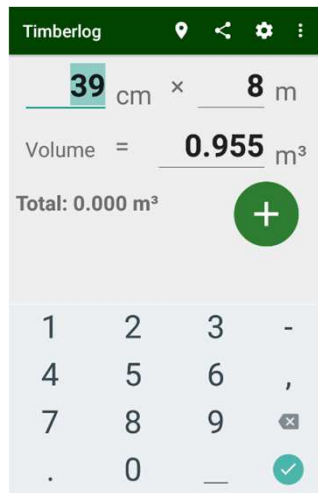 Timberlog
39 cm × 8 m
Volume = 0.955 m³
Total: 0.000 m³
+
1 2 3 -
4 5 6 ,
7 8 9
. 0 _